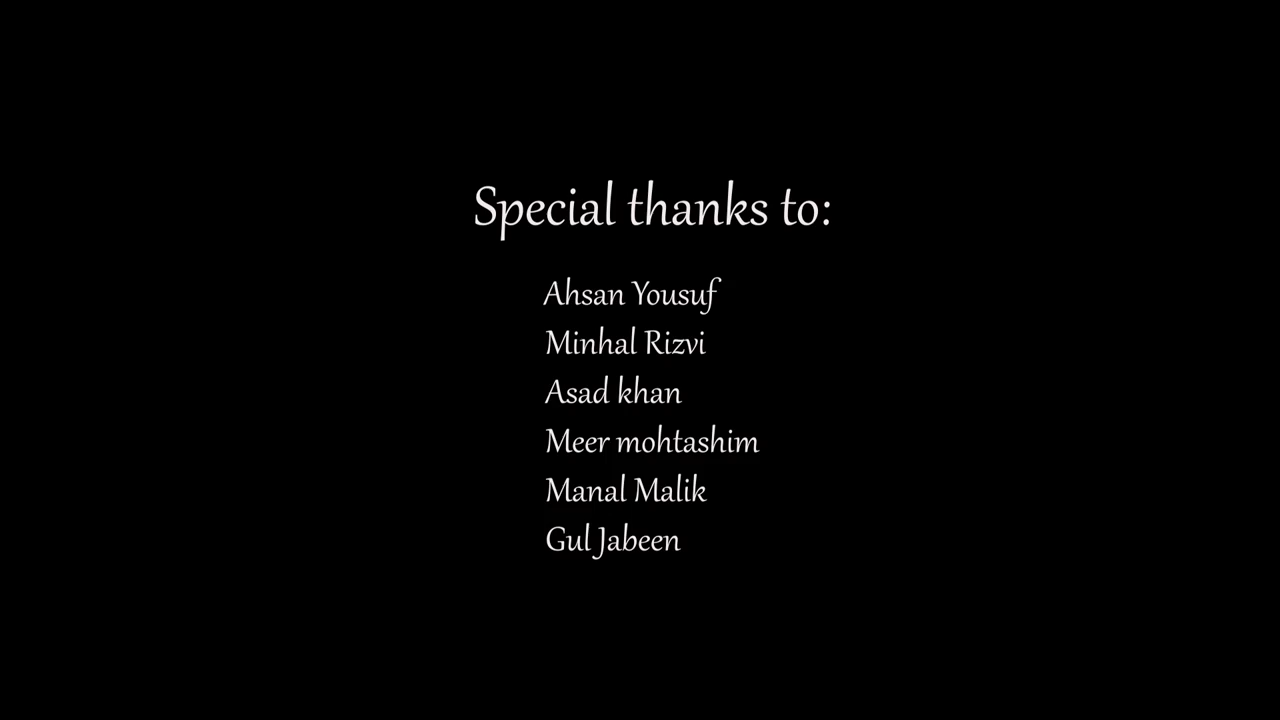 Special thanks to:
Ahsan Yousuf
Minhal Rizvi
Asad khan
Meer mohtashim
Manal Malik
Gul Jabeen